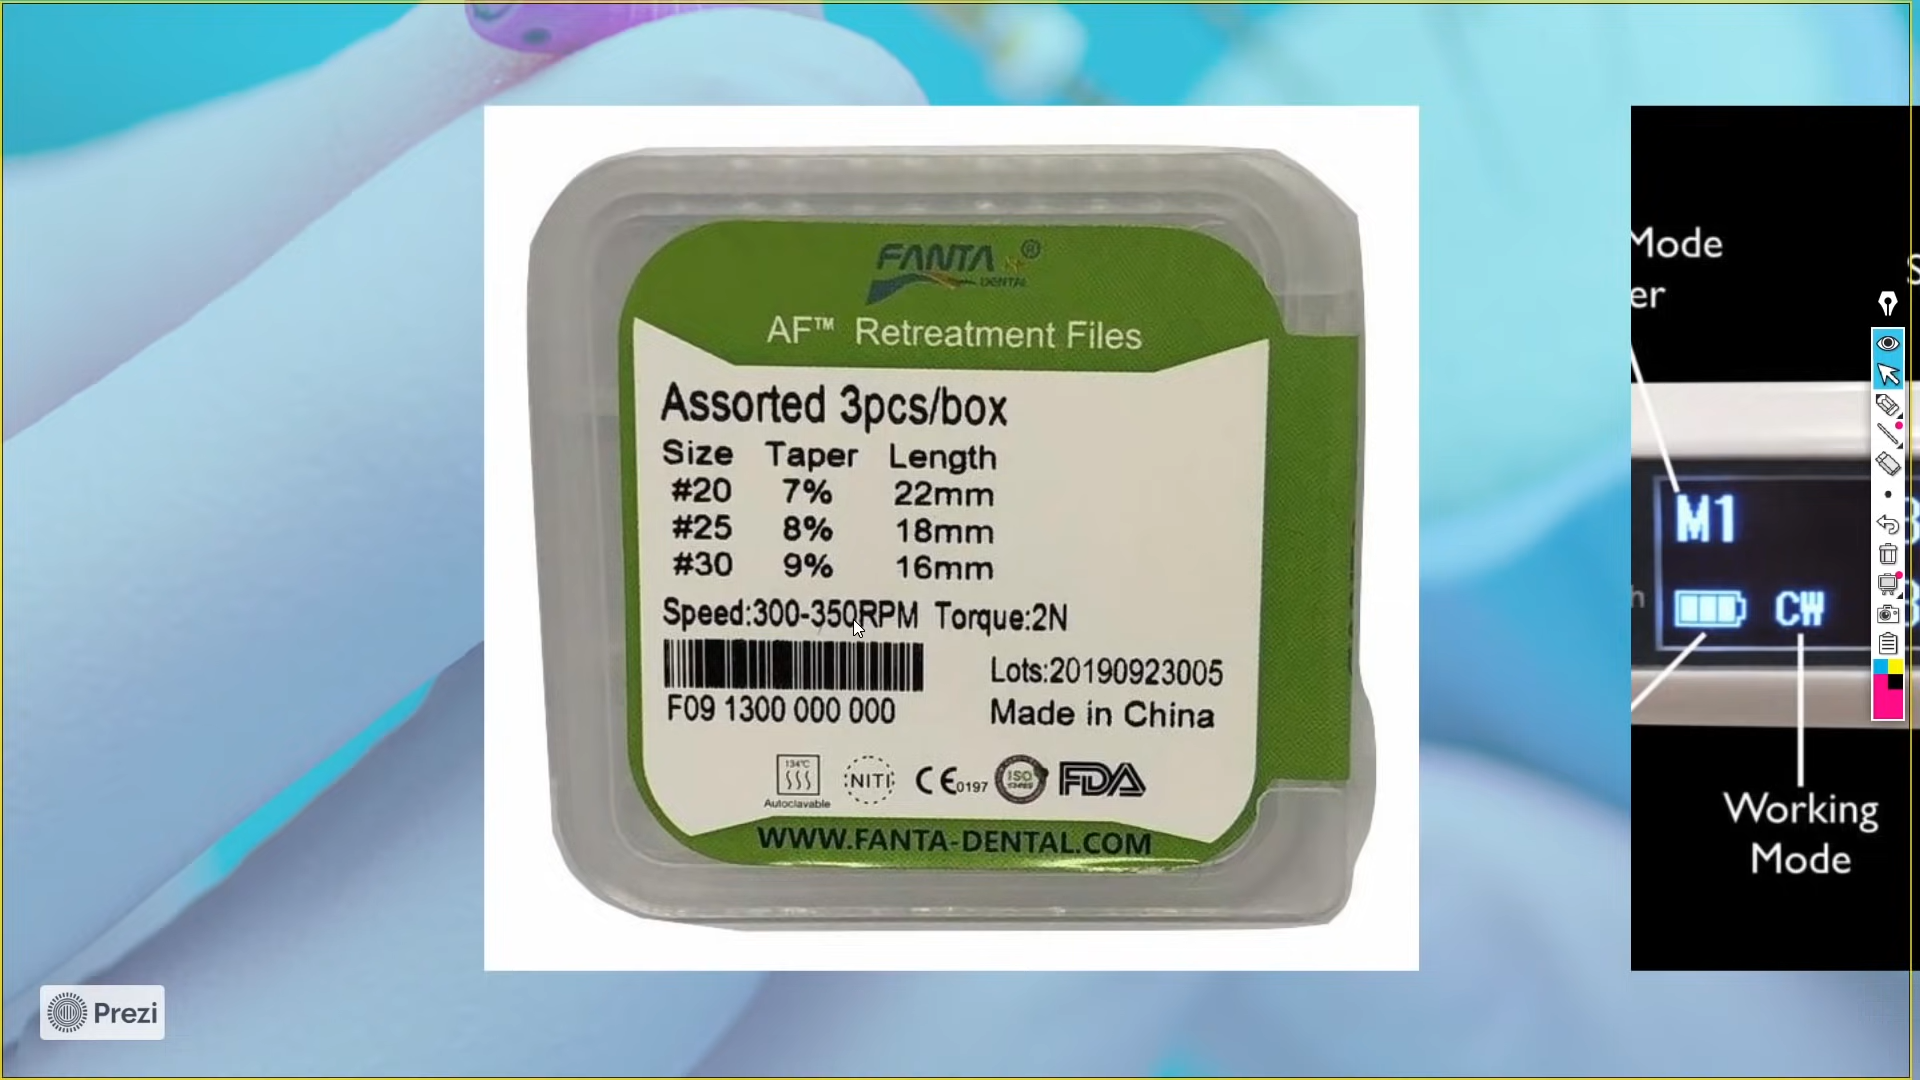 FANTA ®
DENTAL
AF™ Retreatment Files
Assorted 3pcs/box
Size Taper Length
#20 7% 22mm
#25 8% 18mm
#30 9% 16mm
Speed:300-350RPM Torque:2N
Lots:20190923005
F09 1300 000 000
Made in China
134°C
Autoclavable
NITI
CE0197
ISO
FDA
WWW.FANTA-DENTAL.COM
Mode
er
M1
CW
Working
Mode
Prezi